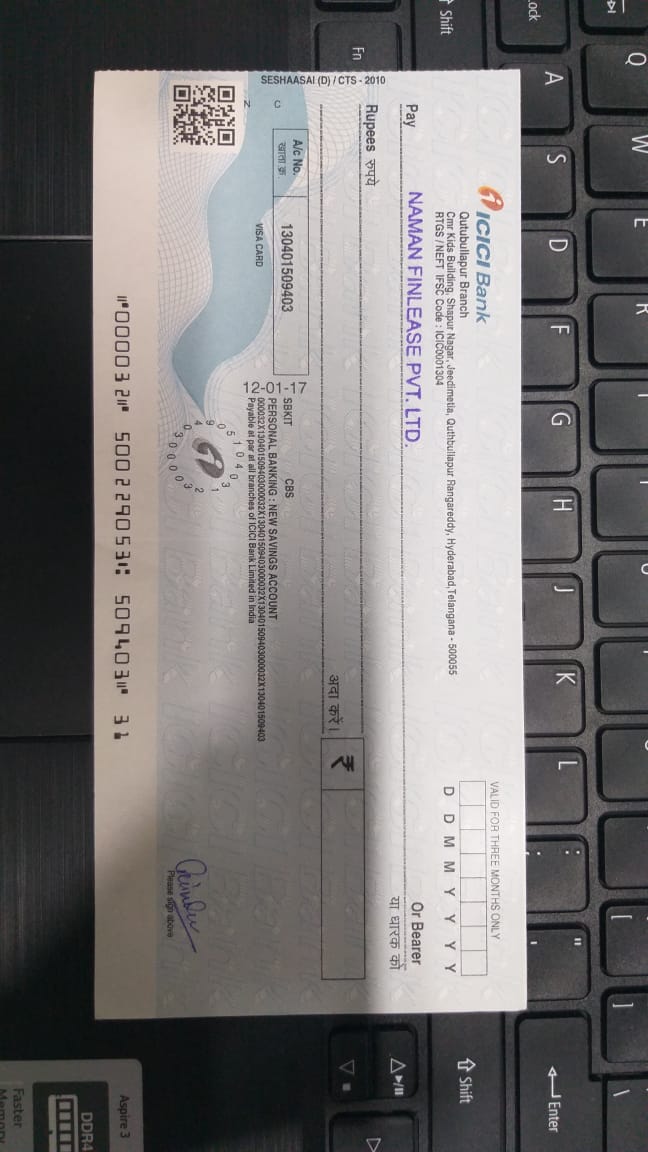 ICICI Bank
Qutubullapur Branch
Cmr Kids Building, Shapur Nagar, Jeedimetla, Quthbullapur Rangareddy, Hyderabad, Telangana - 500055
RTGS / NEFT IFSC Code : ICIC0001304
VALID FOR THREE MONTHS ONLY
D D M M Y Y Y Y
Pay NAMAN FINLEASE PVT. LTD. Or Bearer
या धारक को
Rupees रुपये
अदा करें।
₹
A/c No. 130401509403
खाता क्र.
VISA CARD
12-01-17
SBKIT CBS
PERSONAL BANKING : NEW SAVINGS ACCOUNT
000032X130401509403000032X130401509403000032X130401509403000032X130401509403
Payable at par at all branches of ICICI Bank Limited in India
Please sign above
SESHAASAI (D) / CTS - 2010
⑈000032⑈ 500229053⑆ 509403⑈ 31
Fn
Shift
Q
W
E
R
A
S
D
F
G
H
J
K
L
: ;
" '
[
]
\
Enter
Shift
Aspire 3
DDR4
Faster